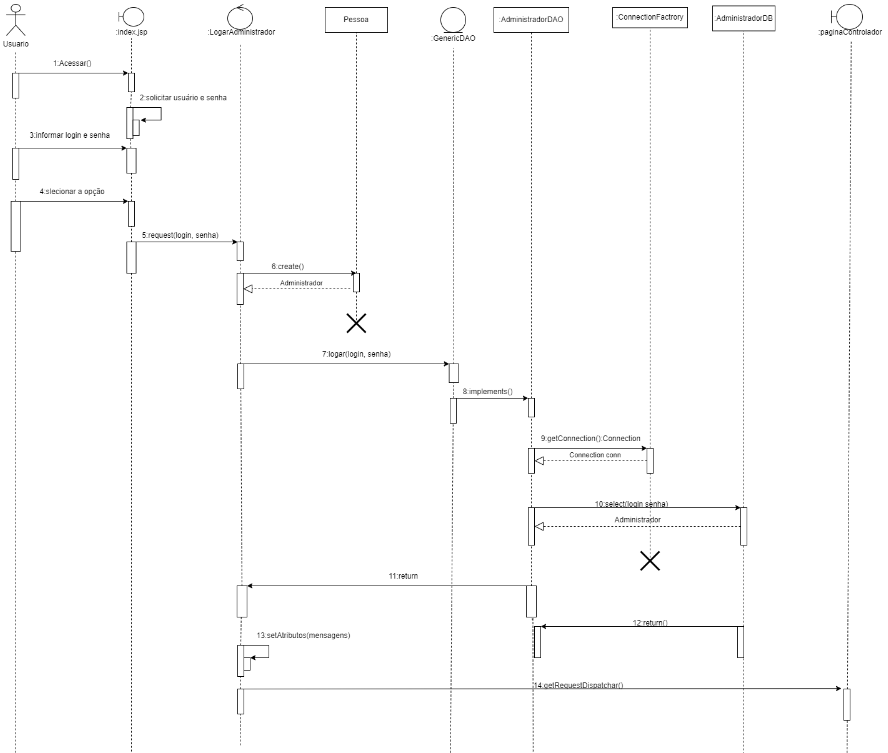 Usuario
:index.jsp
:LogarAdministrador
Pessoa
:GenericDAO
:AdministradorDAO
:ConnectionFactrory
:AdministradorDB
:paginaControlador
1:Acessar()
2:solicitar usuário e senha
3:informar login e senha
4:slecionar a opção
5:request(login, senha)
6:create()
Administrador
7:logar(login, senha)
8:implements()
9:getConnection():Connection
Connection conn
10:select(login senha)
Administrador
11:return
12:return()
13:setAtributos(mensagens)
14:getRequestDispatchar()